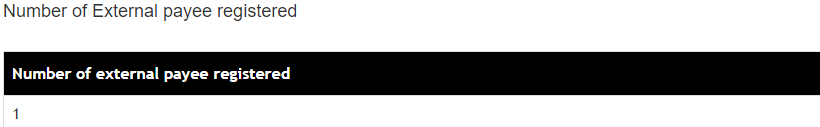 Number of External payee registered
Number of external payee registered
1